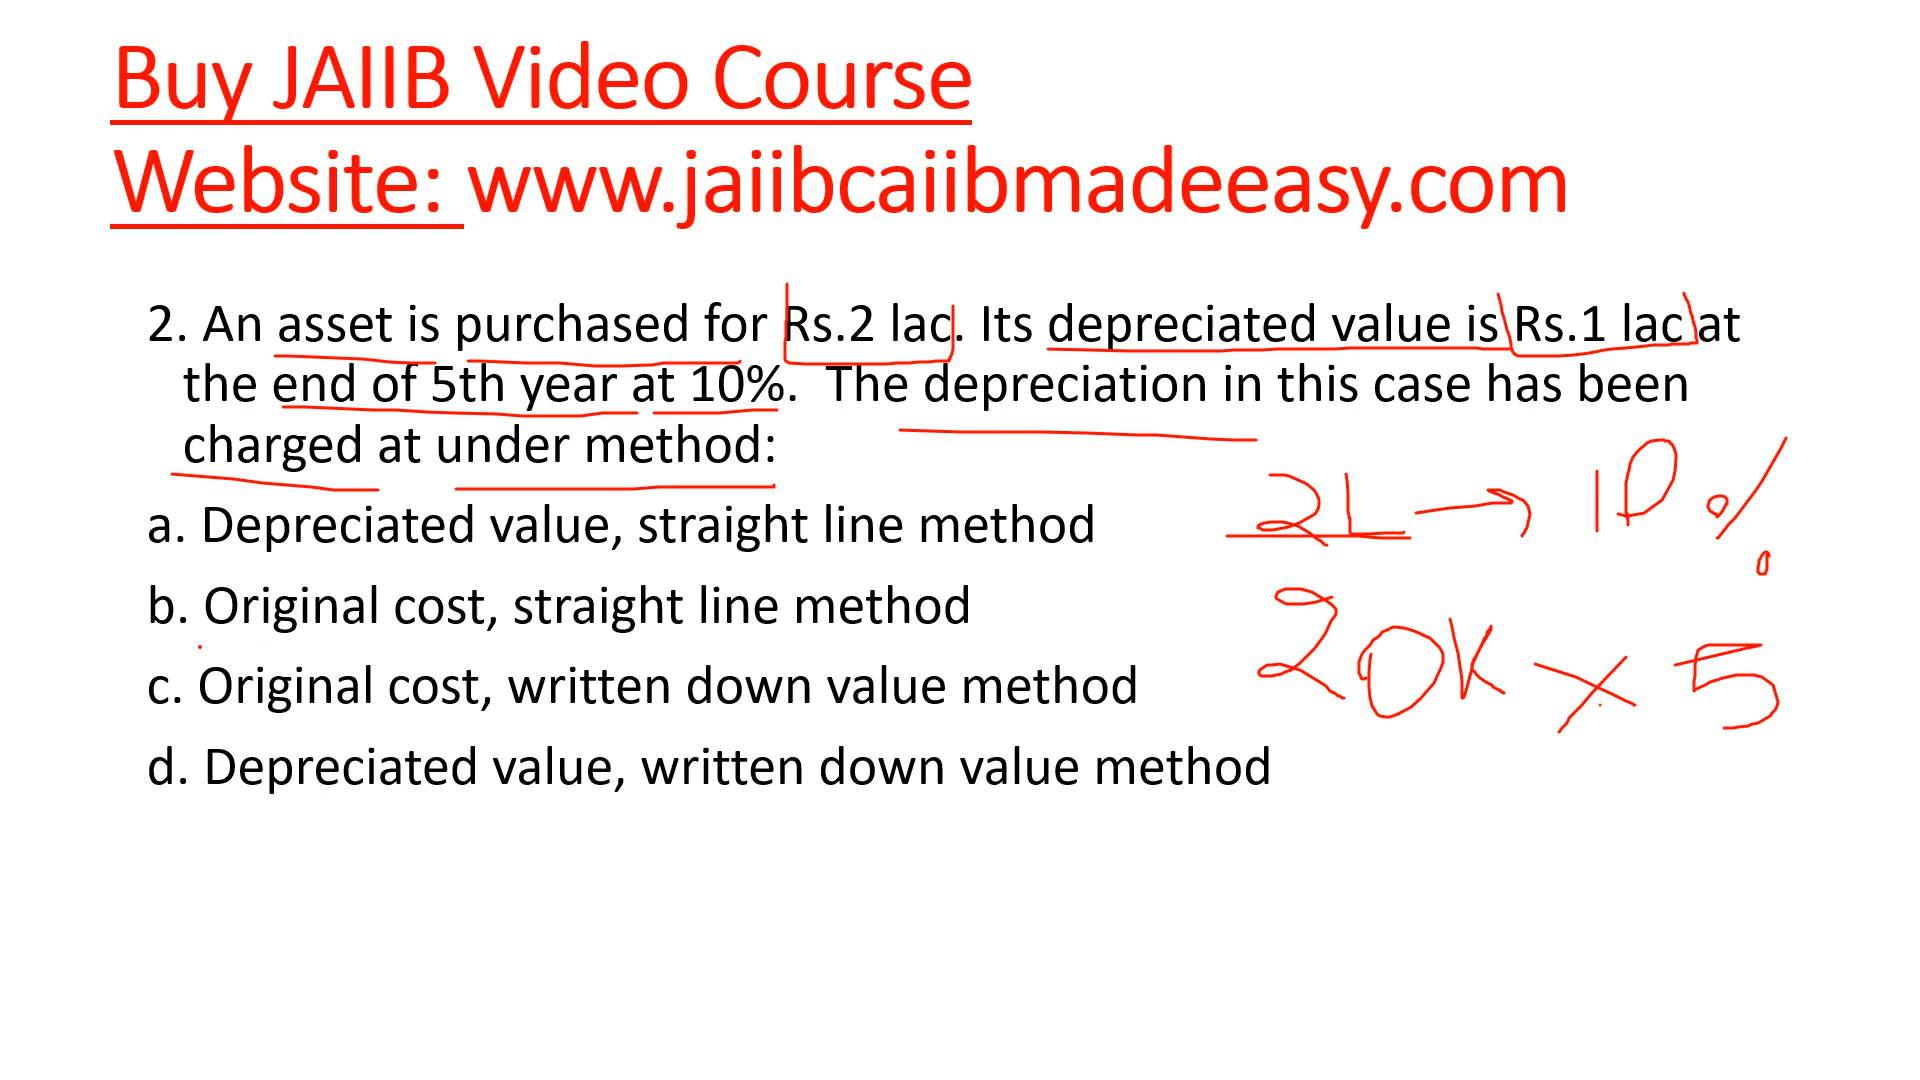 Buy JAIIB Video Course
Website: www.jaiibcaiibmadeeasy.com
2. An asset is purchased for Rs.2 lac. Its depreciated value is Rs.1 lac at
the end of 5th year at 10%. The depreciation in this case has been
charged at under method:
2L → 10%
a. Depreciated value, straight line method
b. Original cost, straight line method
20K × 5
c. Original cost, written down value method
d. Depreciated value, written down value method